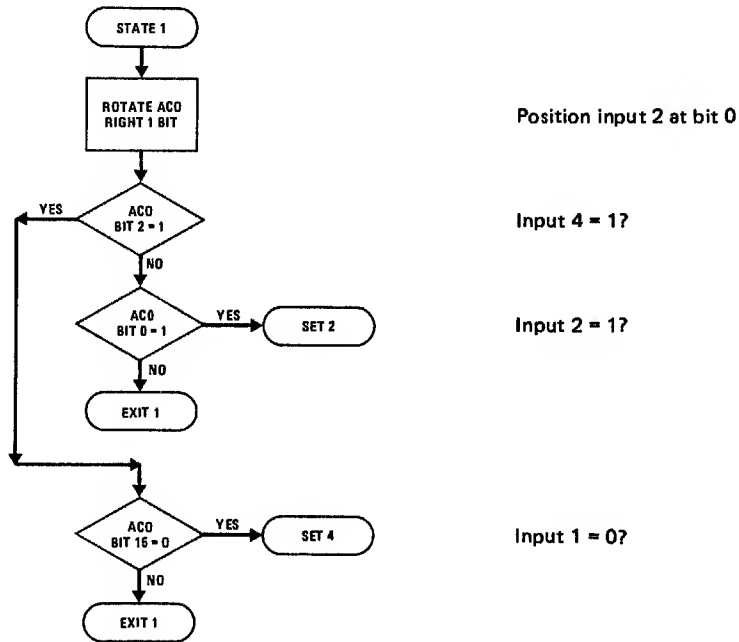 STATE 1
ROTATE AC0
RIGHT 1 BIT
Position input 2 at bit 0
YES
AC0
BIT 2 = 1
Input 4 = 1?
NO
AC0
BIT 0 = 1
YES
SET 2
Input 2 = 1?
NO
EXIT 1
AC0
BIT 15 = 0
YES
SET 4
Input 1 = 0?
NO
EXIT 1